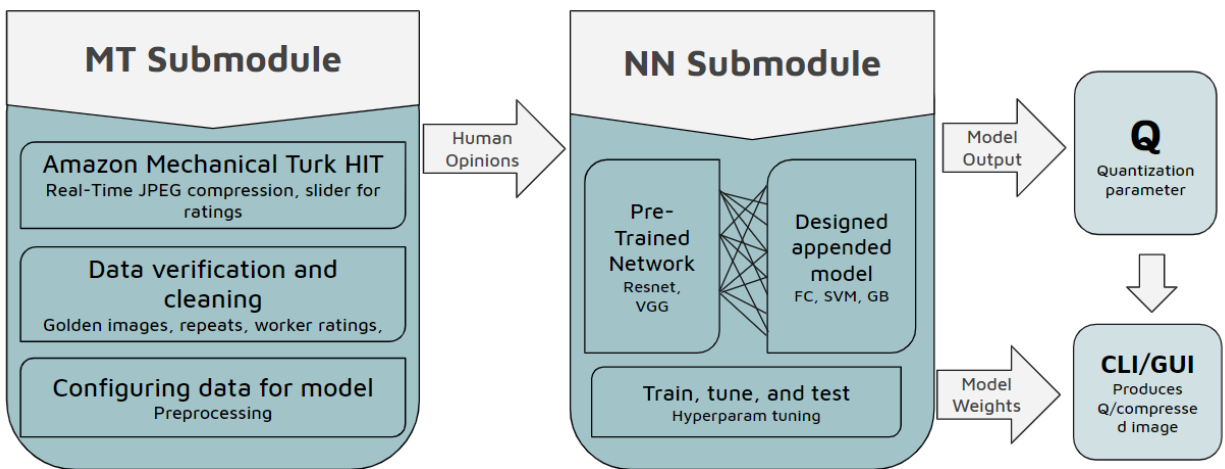 MT Submodule
Amazon Mechanical Turk HIT
Real-Time JPEG compression, slider for
ratings
Data verification and
cleaning
Golden images, repeats, worker ratings,
Configuring data for model
Preprocessing
Human
Opinions
NN Submodule
Pre-
Trained
Network
Resnet,
VGG
Designed
appended
model
FC, SVM, GB
Train, tune, and test
Hyperparam tuning
Model
Output
Model
Weights
Q
Quantization
parameter
CLI/GUI
Produces
Q/compresse
d image